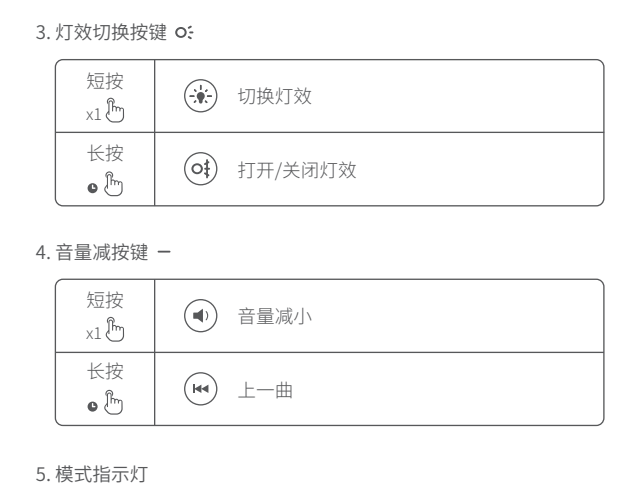 3. 灯效切换按键
短按
x1
切换灯效
长按
打开/关闭灯效
4. 音量减按键 −
短按
x1
音量减小
长按
上一曲
5. 模式指示灯